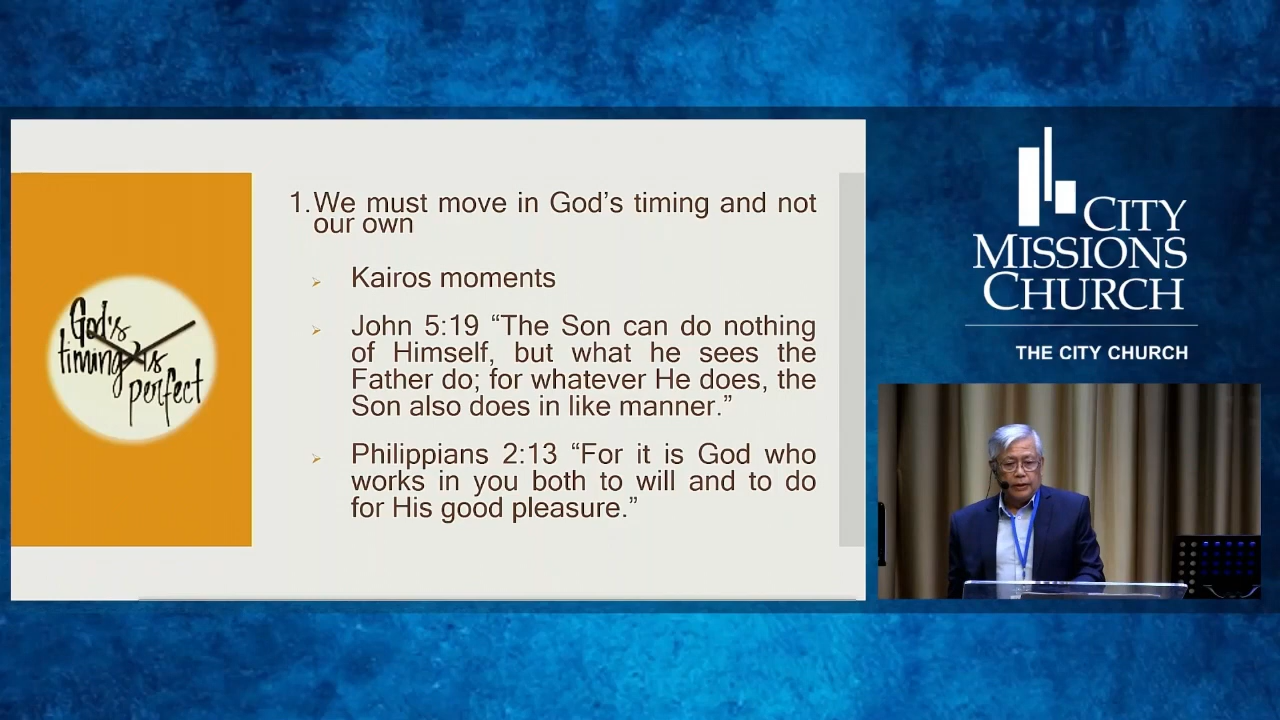 1. We must move in God’s timing and not
our own
Kairos moments
John 5:19 “The Son can do nothing
of Himself, but what he sees the
Father do; for whatever He does, the
Son also does in like manner.”
Philippians 2:13 “For it is God who
works in you both to will and to do
for His good pleasure.”
God's
timing is
perfect
CITY
MISSIONS
CHURCH
THE CITY CHURCH